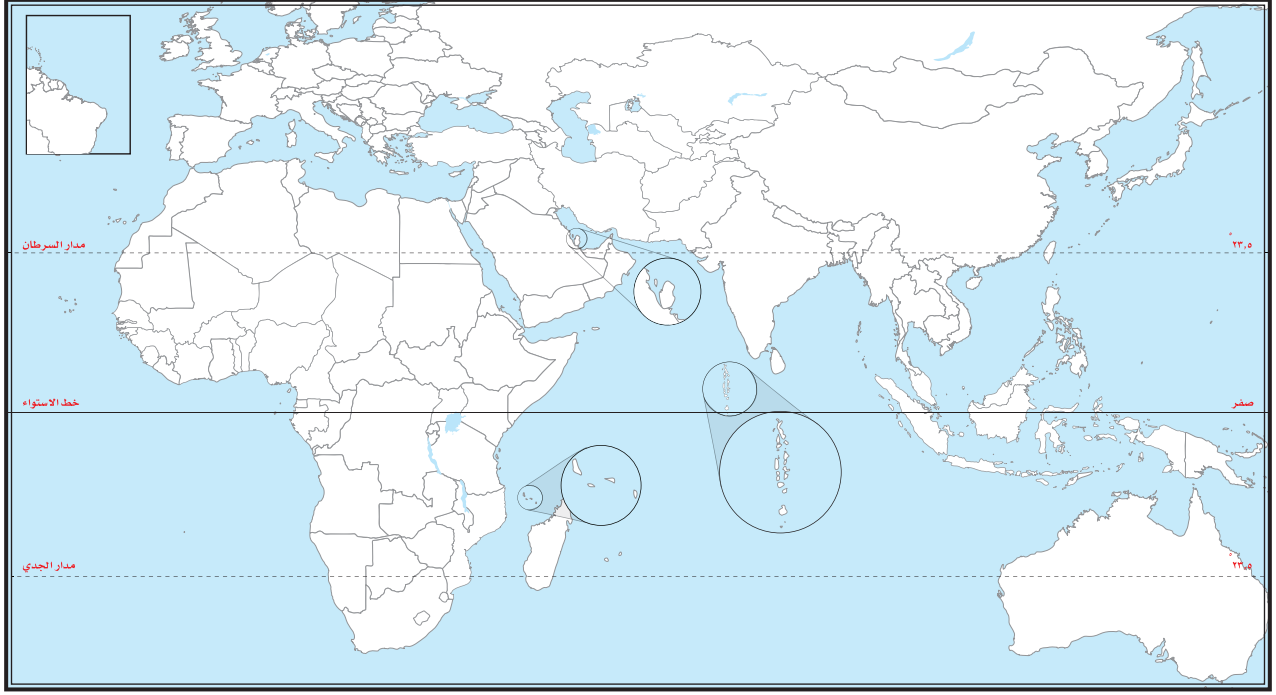 مدار السرطان
°٢٣,٥
خط الاستواء
صفر
مدار الجدي
°٢٣,٥